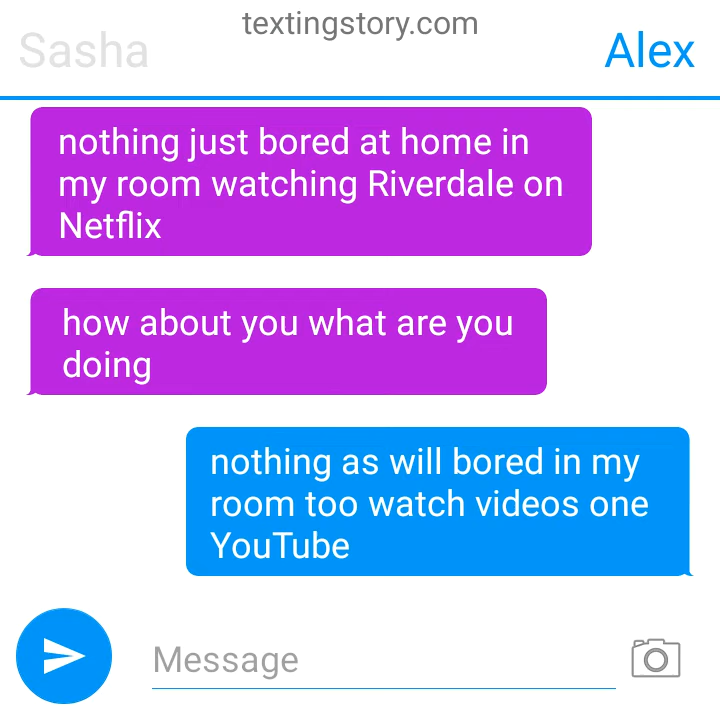 textingstory.com
Sasha
Alex
nothing just bored at home in
my room watching Riverdale on
Netflix
how about you what are you
doing
nothing as will bored in my
room too watch videos one
YouTube
Message